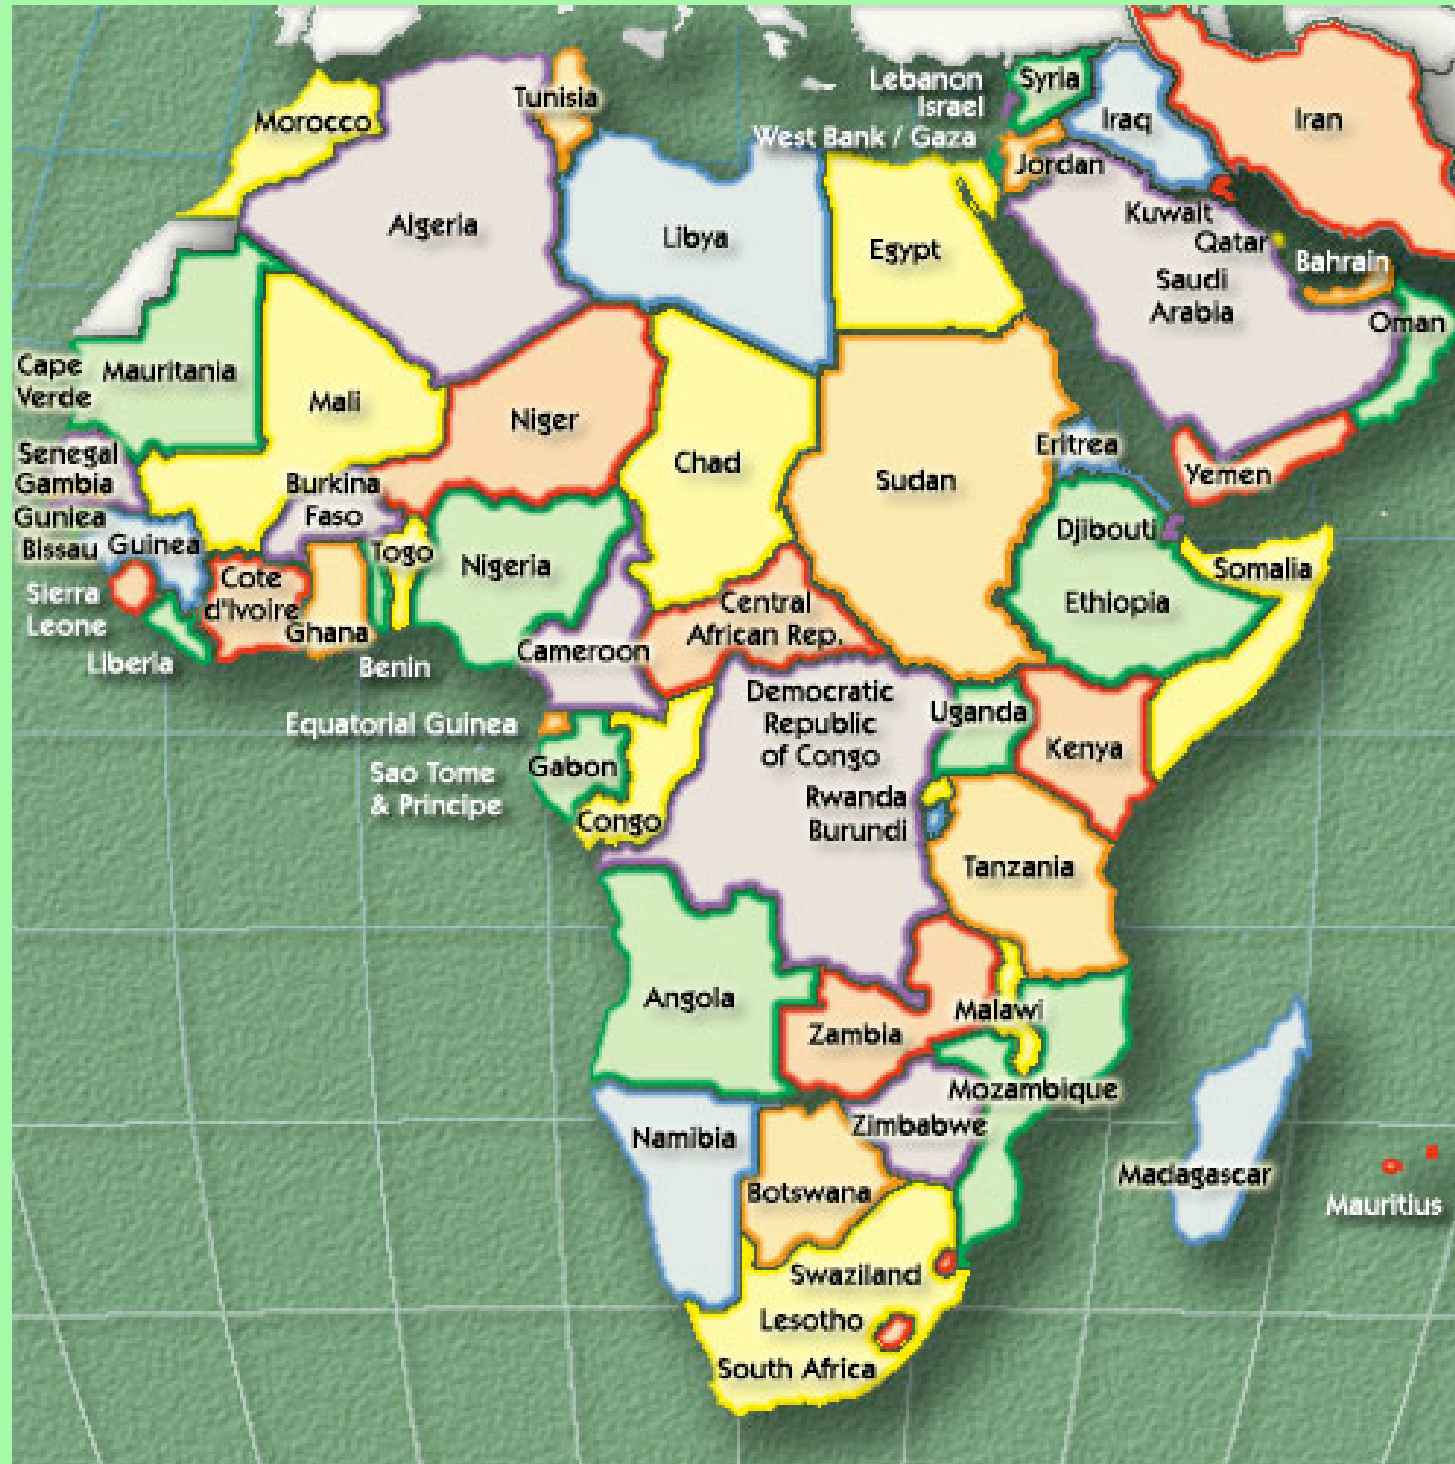 Lebanon
Syria
Israel
West Bank / Gaza
Iraq
Iran
Tunisia
Morocco
Jordan
Algeria
Libya
Egypt
Kuwait
Qatar
Bahrain
Saudi
Arabia
Oman
Cape
Verde
Mauritania
Mali
Niger
Chad
Sudan
Eritrea
Yemen
Senegal
Gambia
Guniea
Bissau
Guinea
Burkina
Faso
Togo
Nigeria
Djibouti
Somalia
Ethiopia
Sierra
Leone
Cote
d'Ivoire
Ghana
Liberia
Benin
Cameroon
Central
African Rep.
Democratic
Republic
of Congo
Uganda
Kenya
Equatorial Guinea
Gabon
Sao Tome
& Principe
Congo
Rwanda
Burundi
Tanzania
Angola
Zambia
Malawi
Mozambique
Zimbabwe
Namibia
Botswana
Madagascar
Mauritius
Swaziland
Lesotho
South Africa